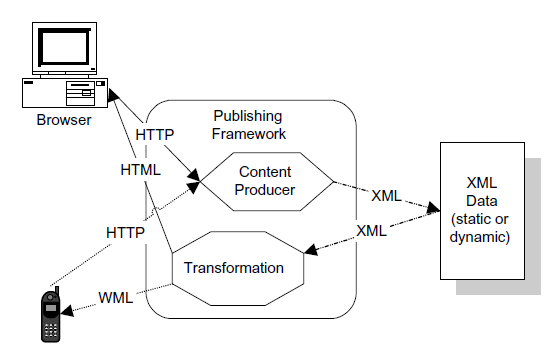 Browser
Publishing
Framework
HTTP
HTML
Content
Producer
XML
XML
Data
(static or
dynamic)
XML
HTTP
Transformation
WML